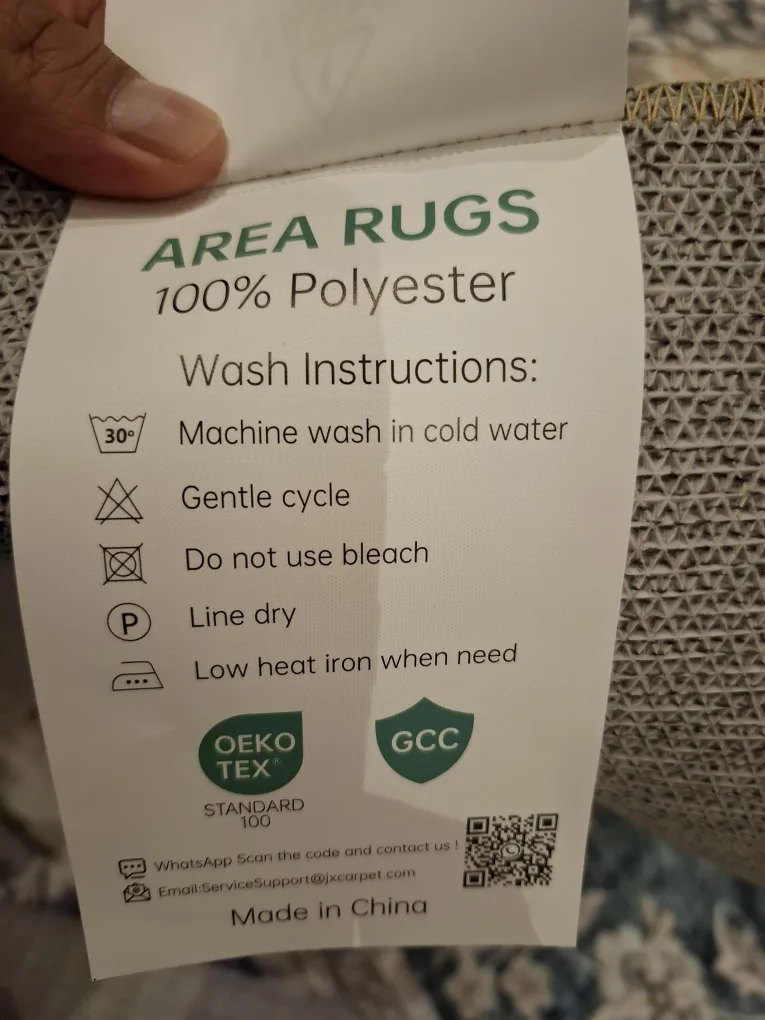 AREA RUGS
100% Polyester
Wash Instructions:
30° Machine wash in cold water
Gentle cycle
Do not use bleach
P Line dry
Low heat iron when need
OEKO
TEX®
STANDARD
100
GCC
WhatsApp Scan the code and contact us !
Email:ServiceSupport@jxcarpet.com
Made in China